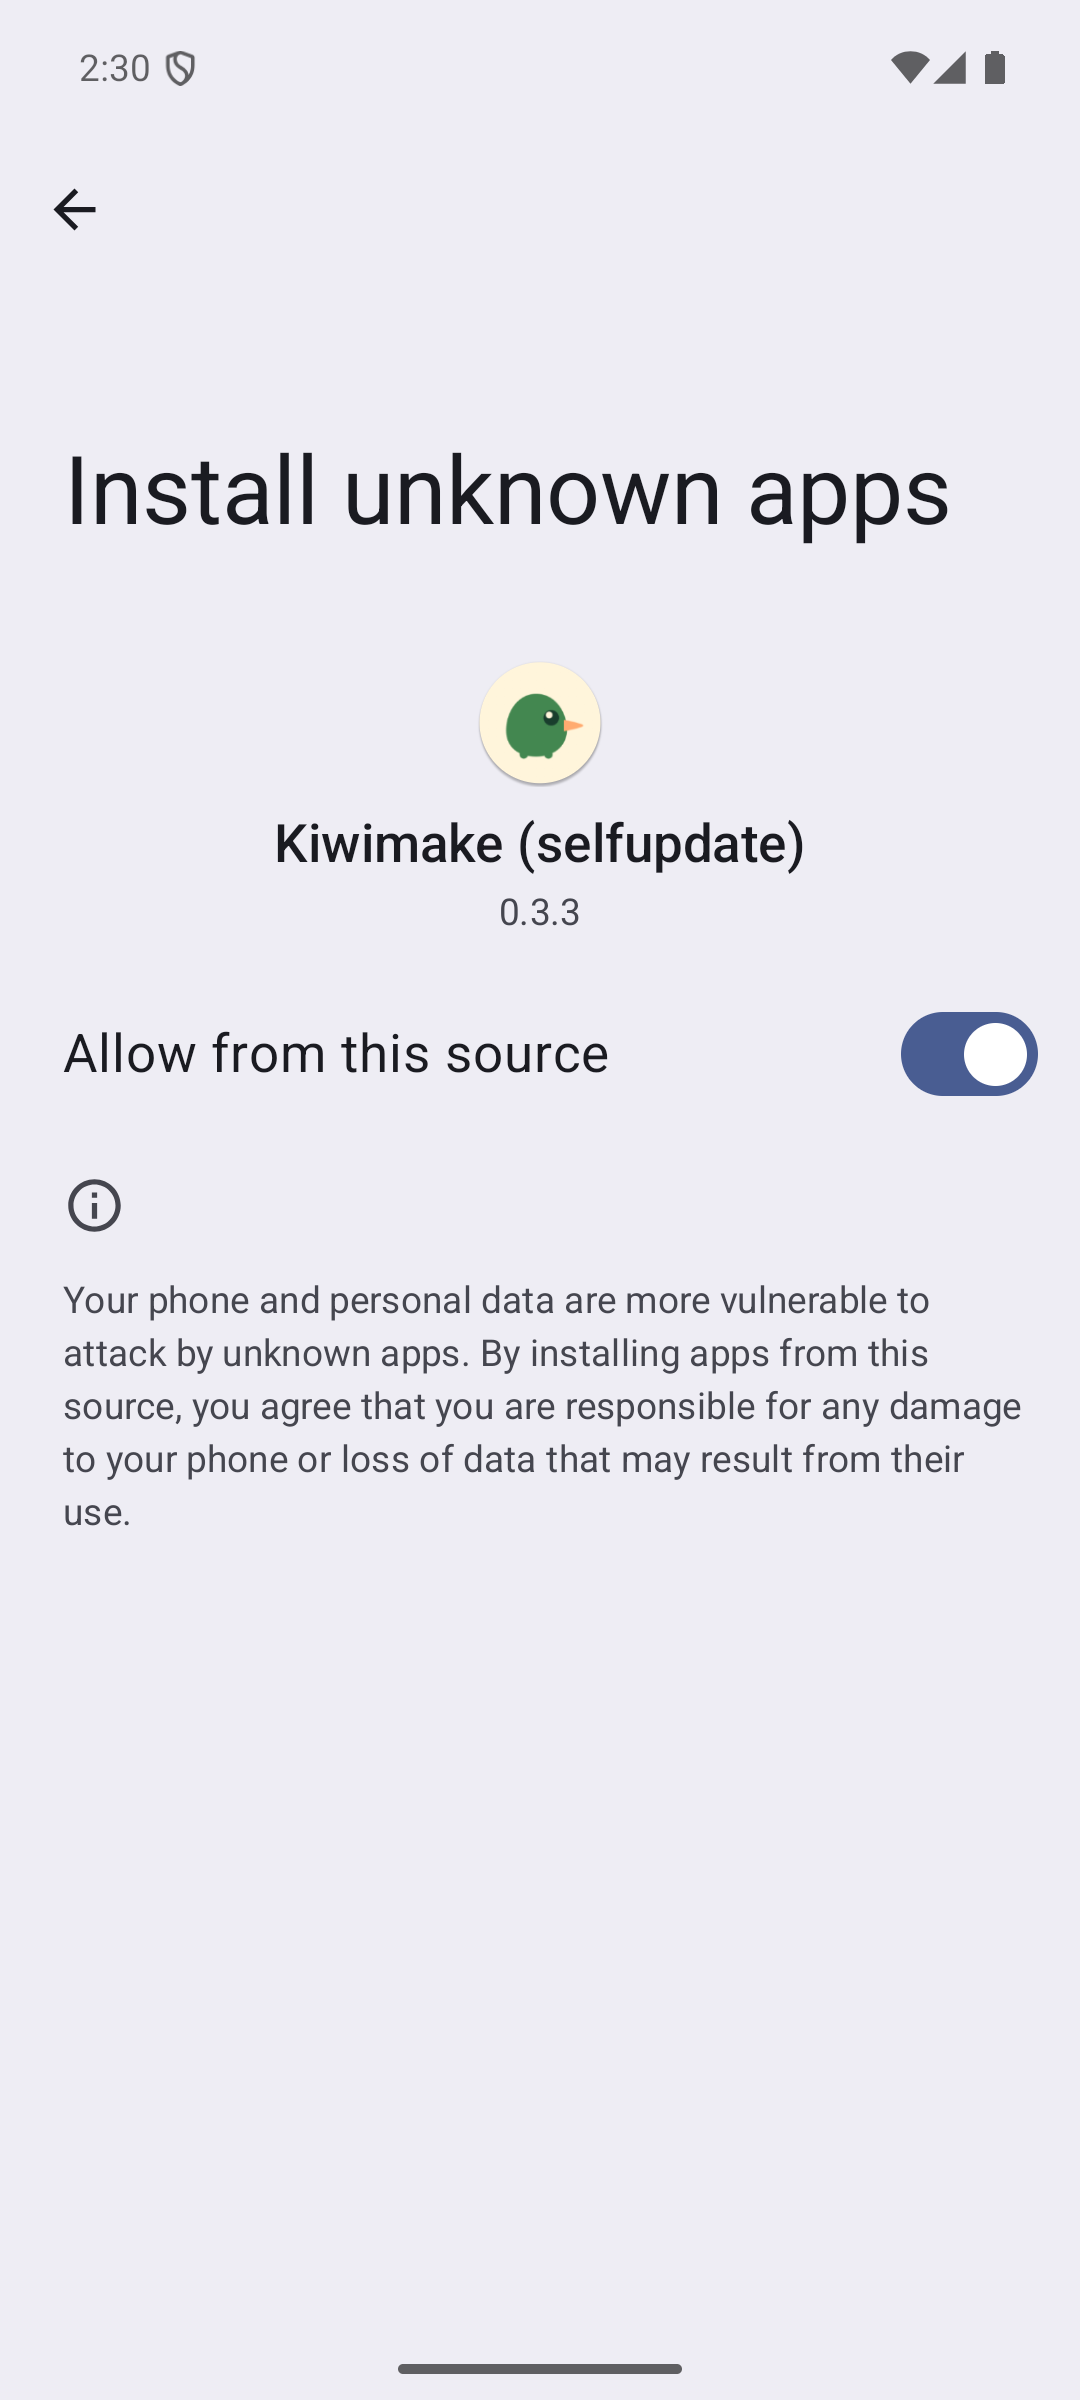 2:30
Install unknown apps
Kiwimake (selfupdate)
0.3.3
Allow from this source
Your phone and personal data are more vulnerable to
attack by unknown apps. By installing apps from this
source, you agree that you are responsible for any damage
to your phone or loss of data that may result from their
use.